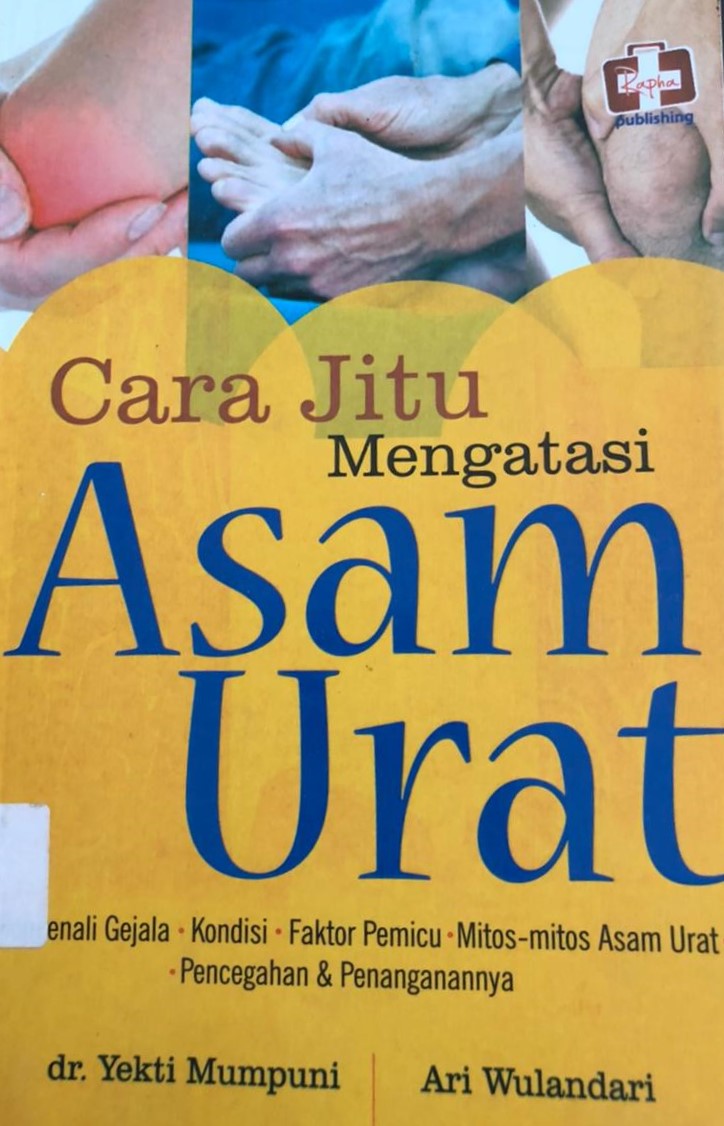 Rapha
publishing
Cara Jitu
Mengatasi
Asam
Urat
enali Gejala • Kondisi • Faktor Pemicu • Mitos-mitos Asam Urat
• Pencegahan & Penanganannya
dr. Yekti Mumpuni | Ari Wulandari